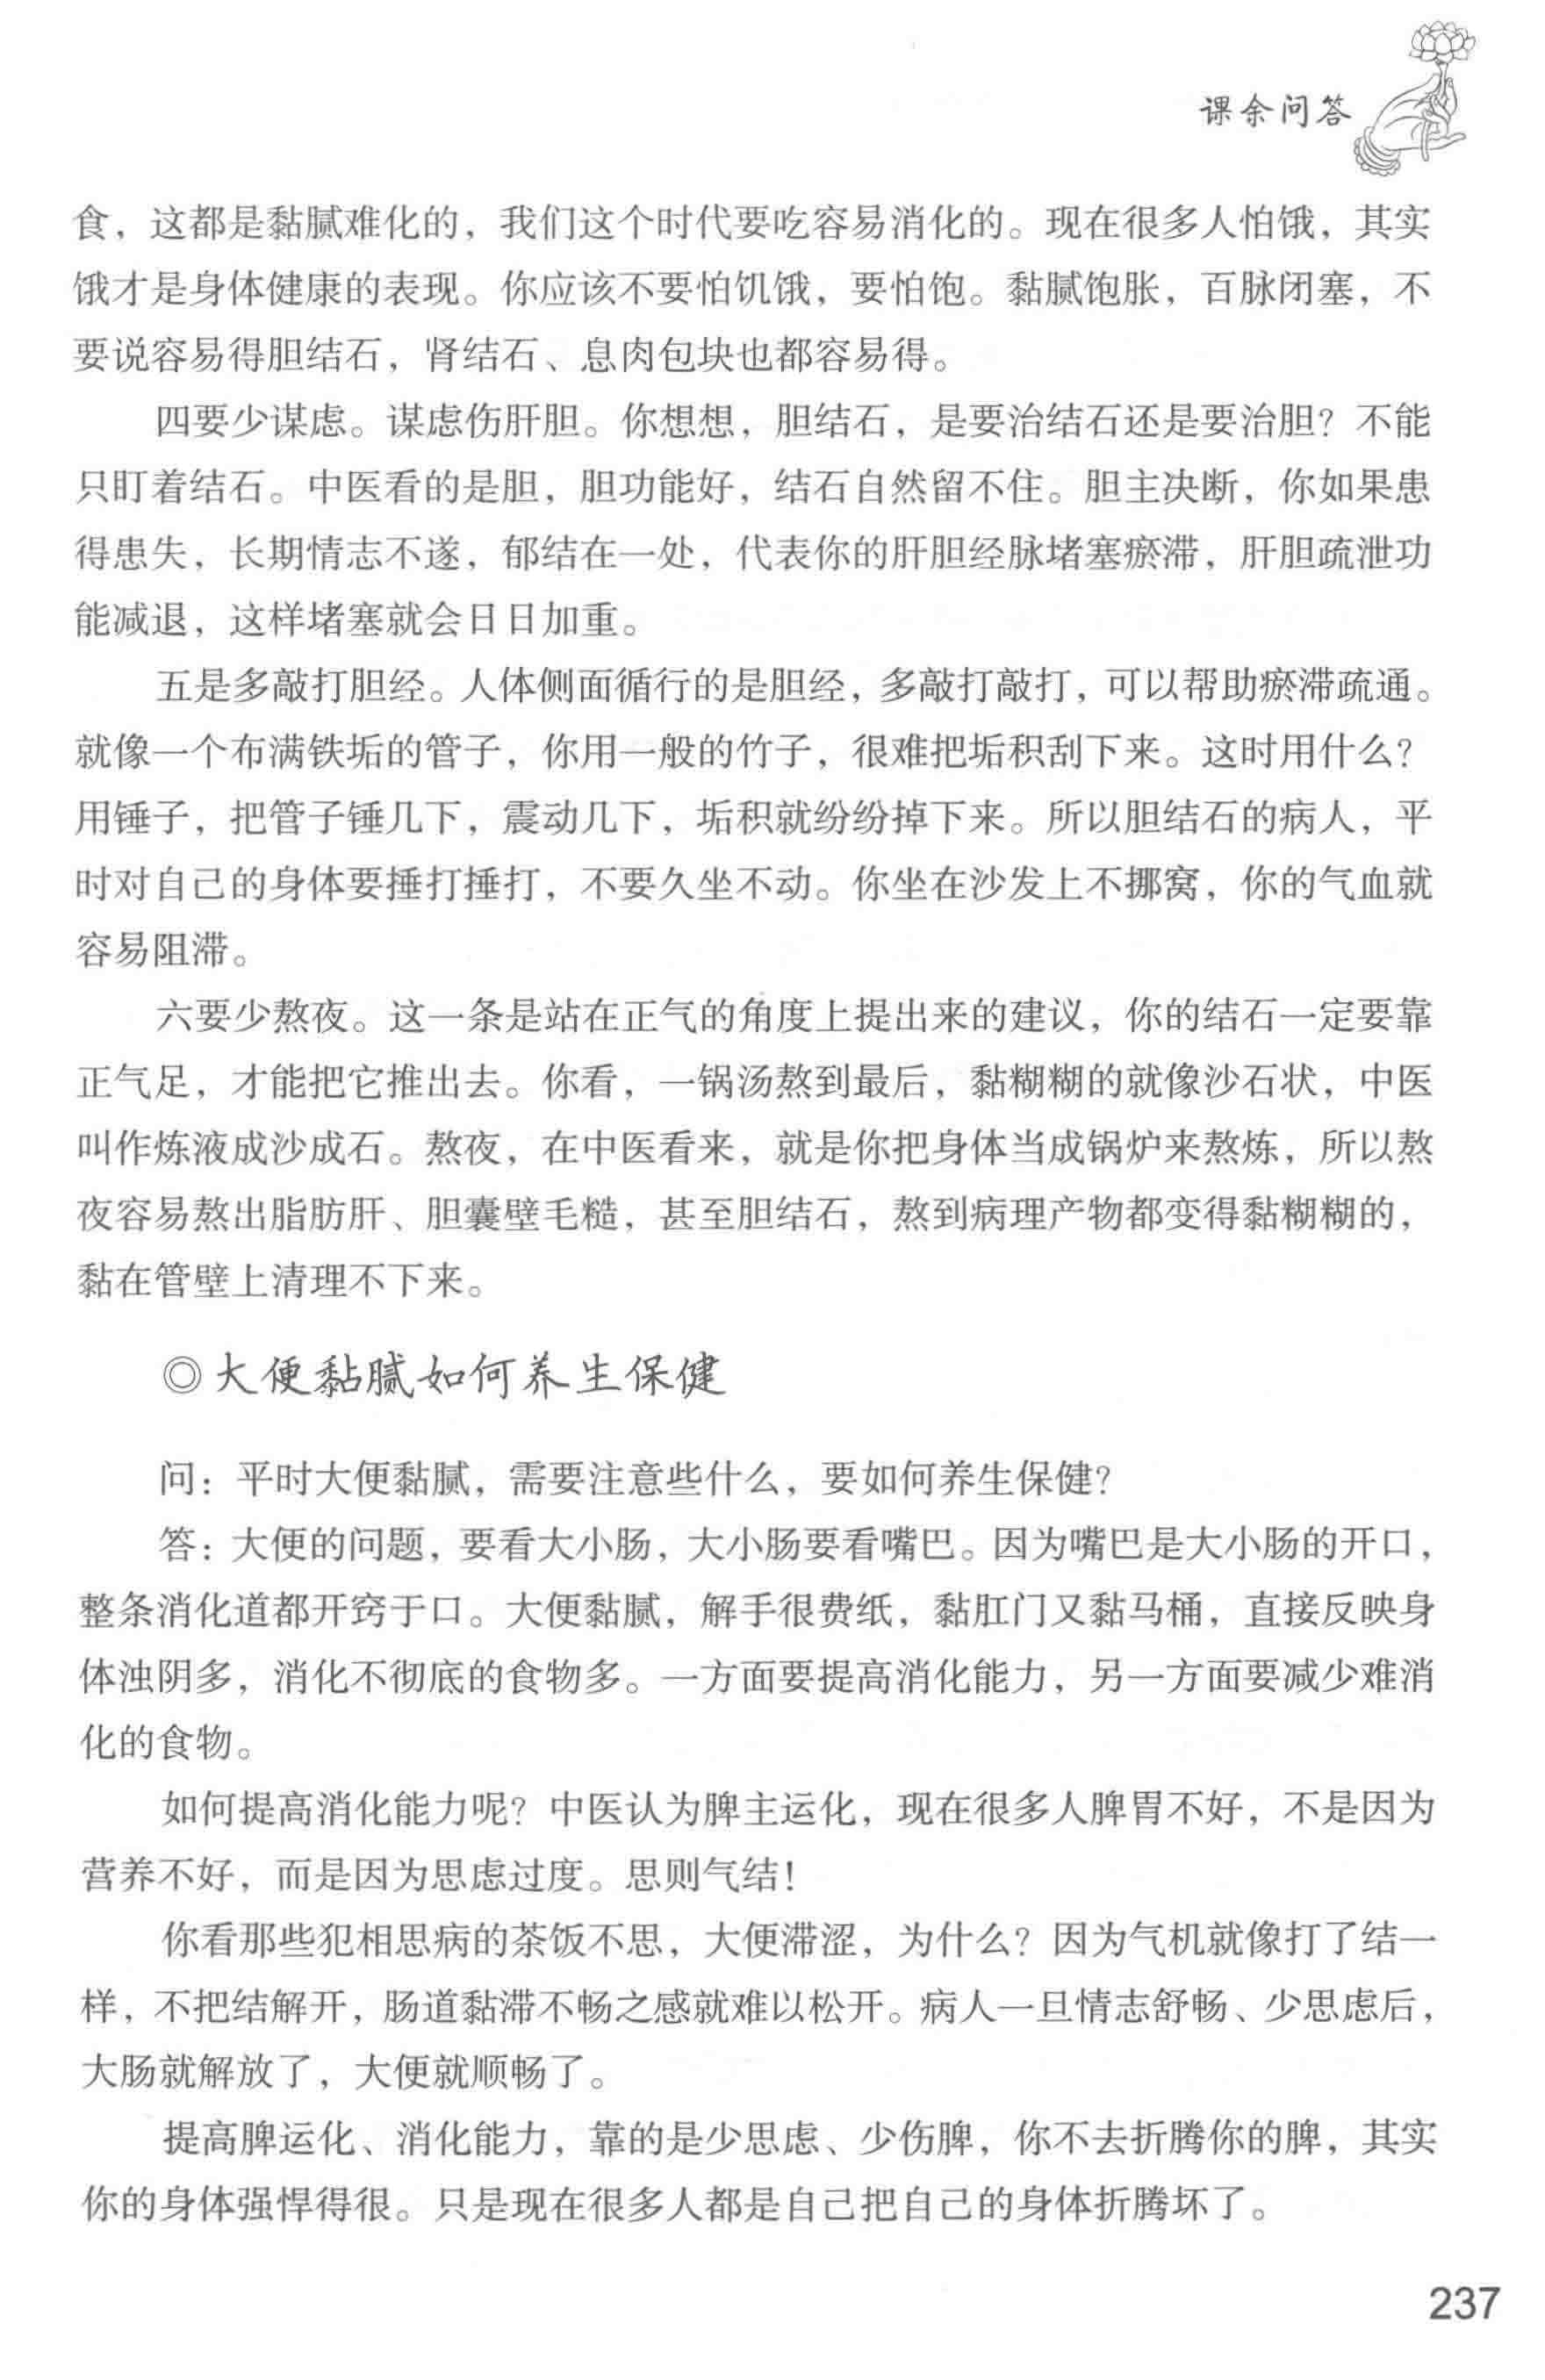 课余问答
食，这都是黏腻难化的，我们这个时代要吃容易消化的。现在很多人怕饿，其实
饿才是身体健康的表现。你应该不要怕饥饿，要怕饱。黏腻饱胀，百脉闭塞，不
要说容易得胆结石，肾结石、息肉包块也都容易得。
四要少谋虑。谋虑伤肝胆。你想想，胆结石，是要治结石还是要治胆？不能
只盯着结石。中医看的是胆，胆功能好，结石自然留不住。胆主决断，你如果患
得患失，长期情志不遂，郁结在一处，代表你的肝胆经脉堵塞瘀滞，肝胆疏泄功
能减退，这样堵塞就会日日加重。
五是多敲打胆经。人体侧面循行的是胆经，多敲打敲打，可以帮助瘀滞疏通。
就像一个布满铁垢的管子，你用一般的竹子，很难把垢积刮下来。这时用什么？
用锤子，把管子锤几下，震动几下，垢积就纷纷掉下来。所以胆结石的病人，平
时对自己的身体要捶打捶打，不要久坐不动。你坐在沙发上不挪窝，你的气血就
容易阻滞。
六要少熬夜。这一条是站在正气的角度上提出来的建议，你的结石一定要靠
正气足，才能把它推出去。你看，一锅汤熬到最后，黏糊糊的就像沙石状，中医
叫作炼液成沙成石。熬夜，在中医看来，就是你把身体当成锅炉来熬炼，所以熬
夜容易熬出脂肪肝、胆囊壁毛糙，甚至胆结石，熬到病理产物都变得黏糊糊的，
黏在管壁上清理不下来。
◎大便黏腻如何养生保健
问：平时大便黏腻，需要注意些什么，要如何养生保健？
答：大便的问题，要看大小肠，大小肠要看嘴巴。因为嘴巴是大小肠的开口，
整条消化道都开窍于口。大便黏腻，解手很费纸，黏肛门又黏马桶，直接反映身
体浊阴多，消化不彻底的食物多。一方面要提高消化能力，另一方面要减少难消
化的食物。
如何提高消化能力呢？中医认为脾主运化，现在很多人脾胃不好，不是因为
营养不好，而是因为思虑过度。思则气结！
你看那些犯相思病的茶饭不思，大便滞涩，为什么？因为气机就像打了结一
样，不把结解开，肠道黏滞不畅之感就难以松开。病人一旦情志舒畅、少思虑后，
大肠就解放了，大便就顺畅了。
提高脾运化、消化能力，靠的是少思虑、少伤脾，你不去折腾你的脾，其实
你的身体强悍得很。只是现在很多人都是自己把自己的身体折腾坏了。
237